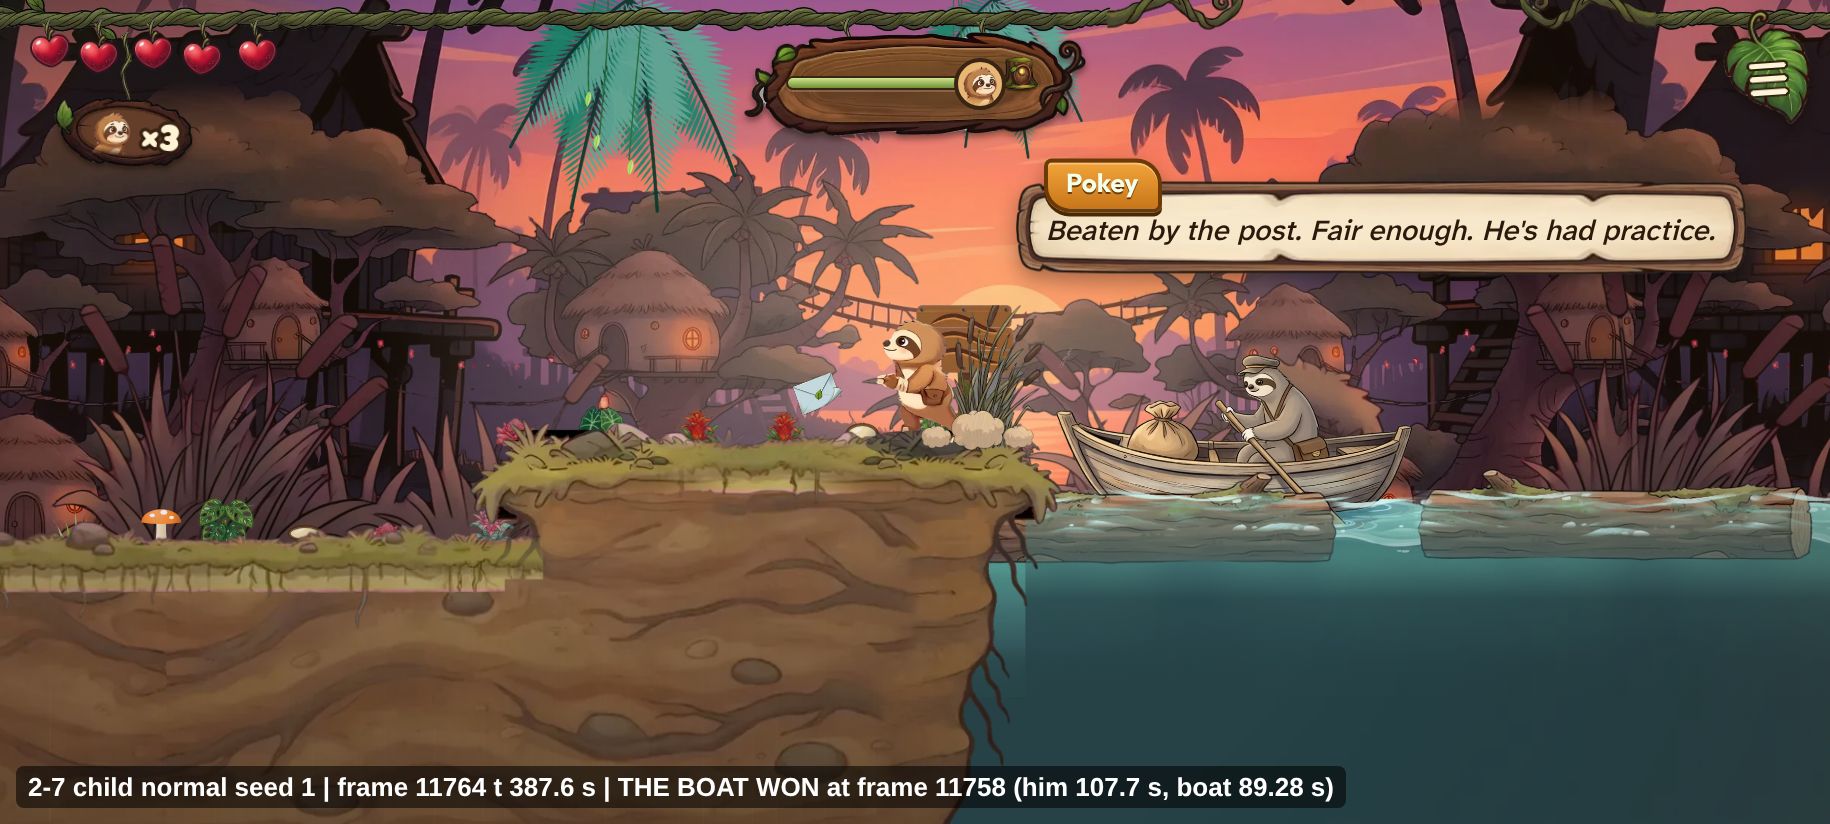 ×3
Pokey
Beaten by the post. Fair enough. He's had practice.
2-7 child normal seed 1 | frame 11764 t 387.6 s | THE BOAT WON at frame 11758 (him 107.7 s, boat 89.28 s)